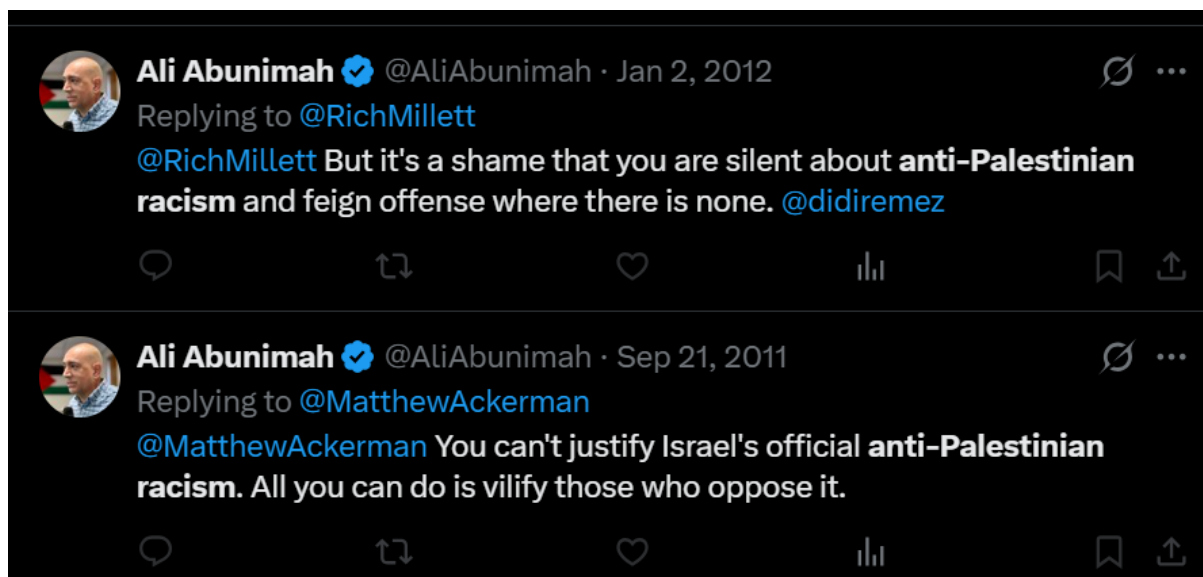 Ali Abunimah @AliAbunimah · Jan 2, 2012
Replying to @RichMillett
@RichMillett But it's a shame that you are silent about anti-Palestinian
racism and feign offense where there is none. @didiremez
Ali Abunimah @AliAbunimah · Sep 21, 2011
Replying to @MatthewAckerman
@MatthewAckerman You can't justify Israel's official anti-Palestinian
racism. All you can do is vilify those who oppose it.